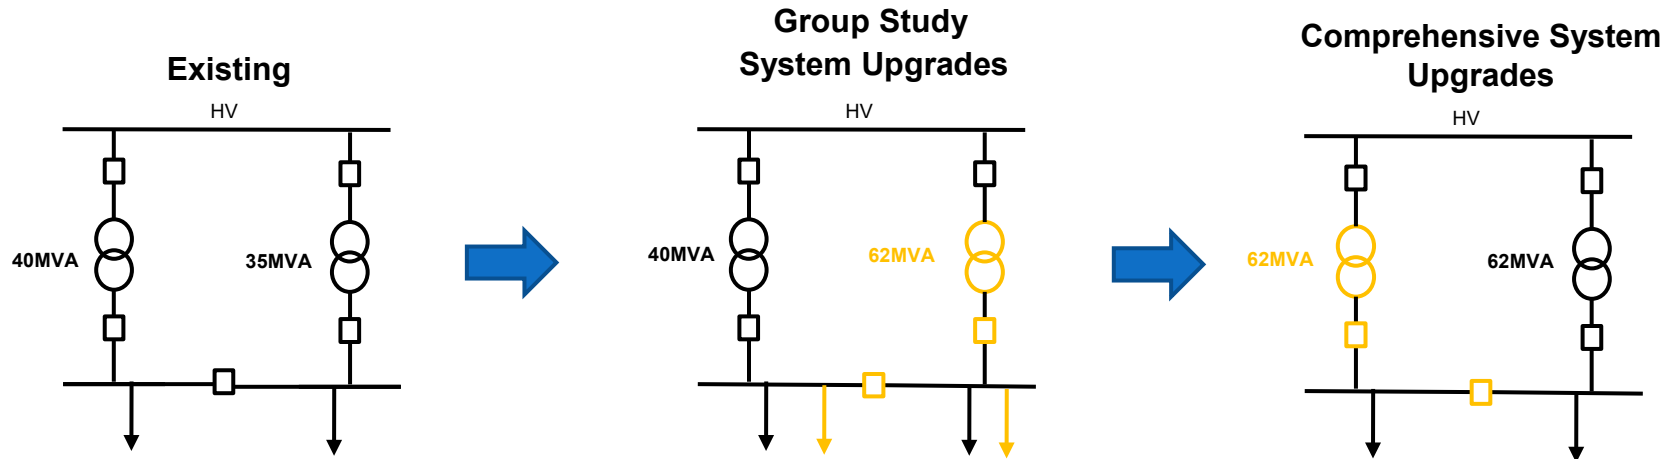 Existing
HV
40MVA
35MVA
Group Study
System Upgrades
HV
40MVA
62MVA
Comprehensive System
Upgrades
HV
62MVA
62MVA